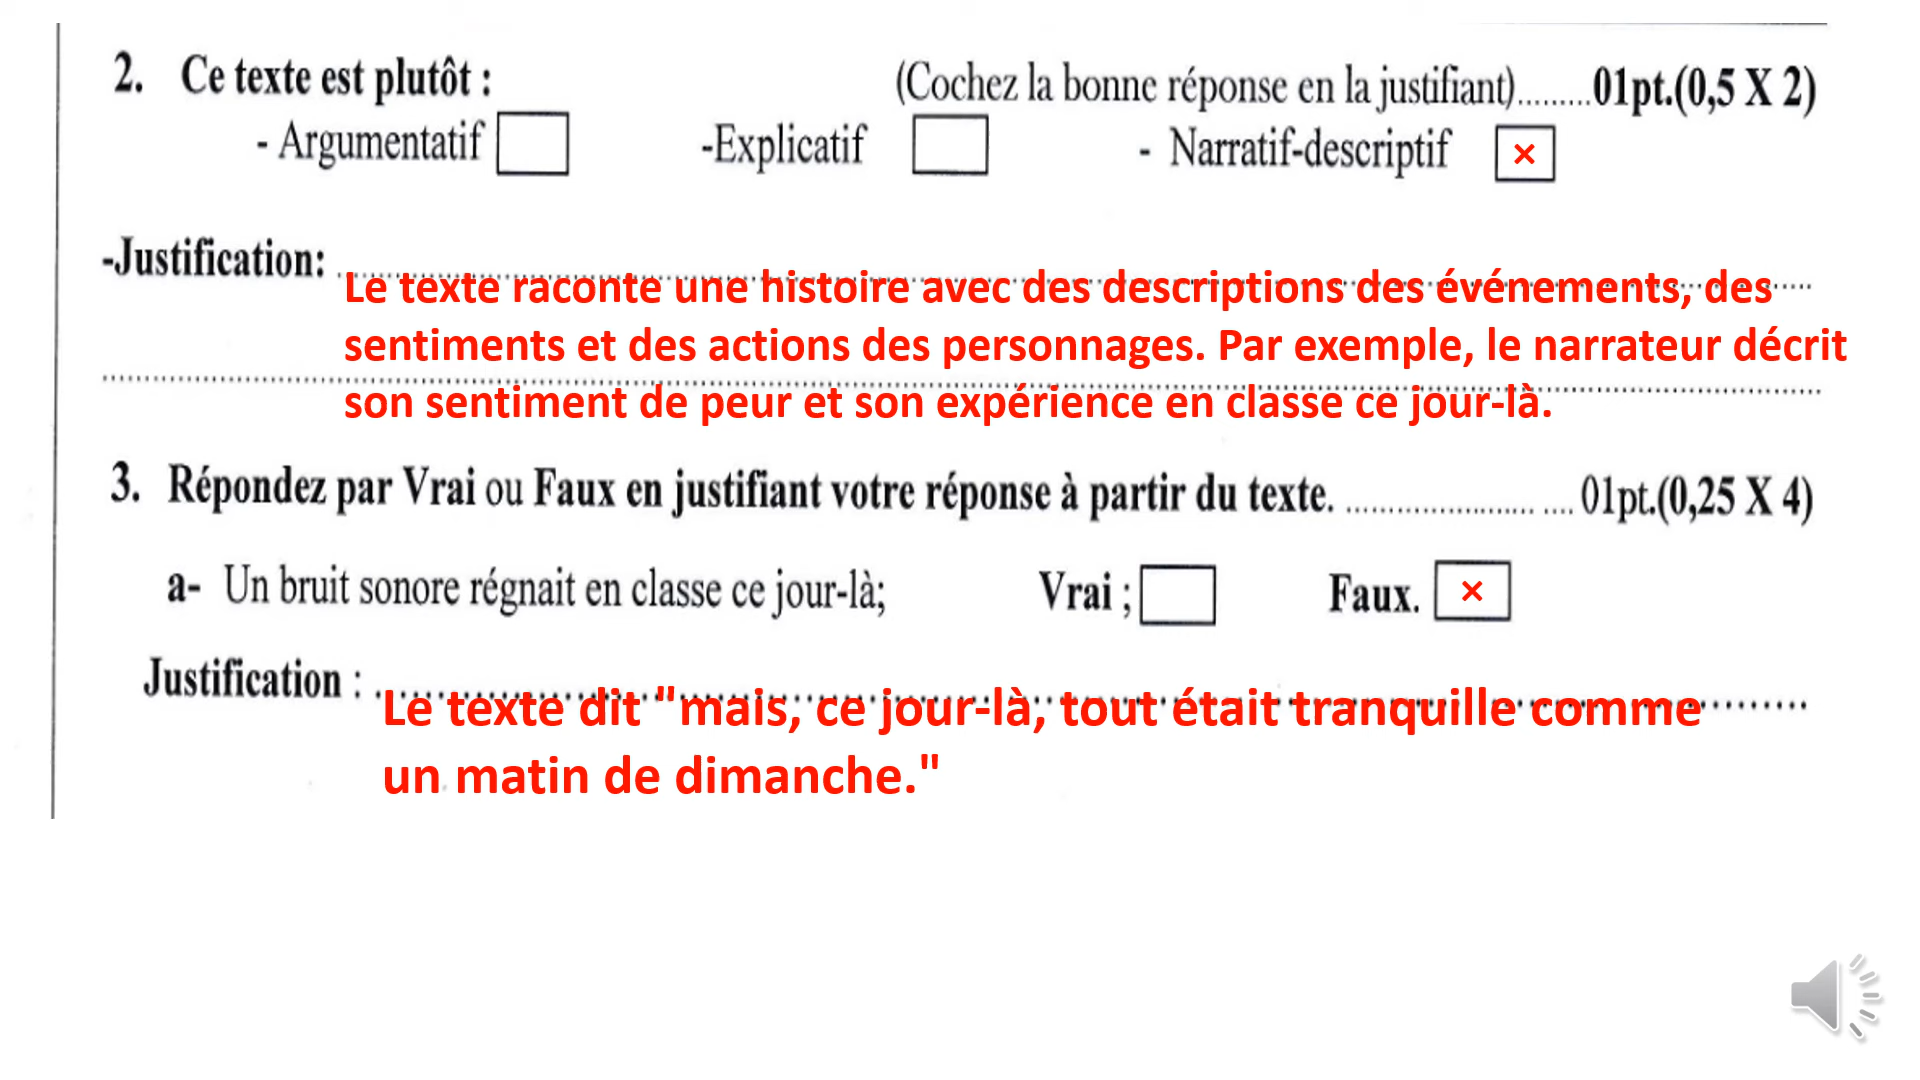 2. Ce texte est plutôt : (Cochez la bonne réponse en la justifiant).........01pt.(0,5 X 2)
- Argumentatif -Explicatif - Narratif-descriptif ×
-Justification:
Le texte raconte une histoire avec des descriptions des événements, des
sentiments et des actions des personnages. Par exemple, le narrateur décrit
son sentiment de peur et son expérience en classe ce jour-là.
3. Répondez par Vrai ou Faux en justifiant votre réponse à partir du texte. ...................... .... 01pt.(0,25 X 4)
a- Un bruit sonore régnait en classe ce jour-là; Vrai ; Faux. ×
Justification :
Le texte dit "mais, ce jour-là, tout était tranquille comme
un matin de dimanche."